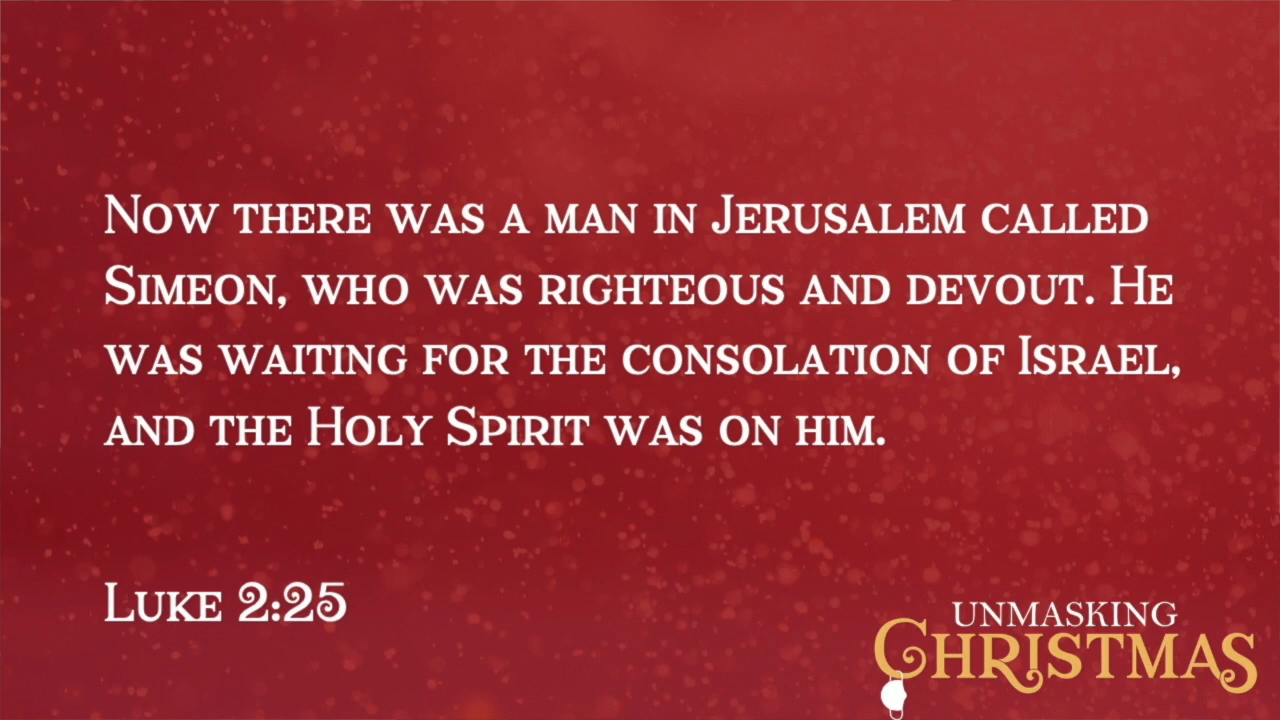 Now there was a man in Jerusalem called
Simeon, who was righteous and devout. He
was waiting for the consolation of Israel,
and the Holy Spirit was on him.
Luke 2:25
UNMASKING
CHRISTMAS